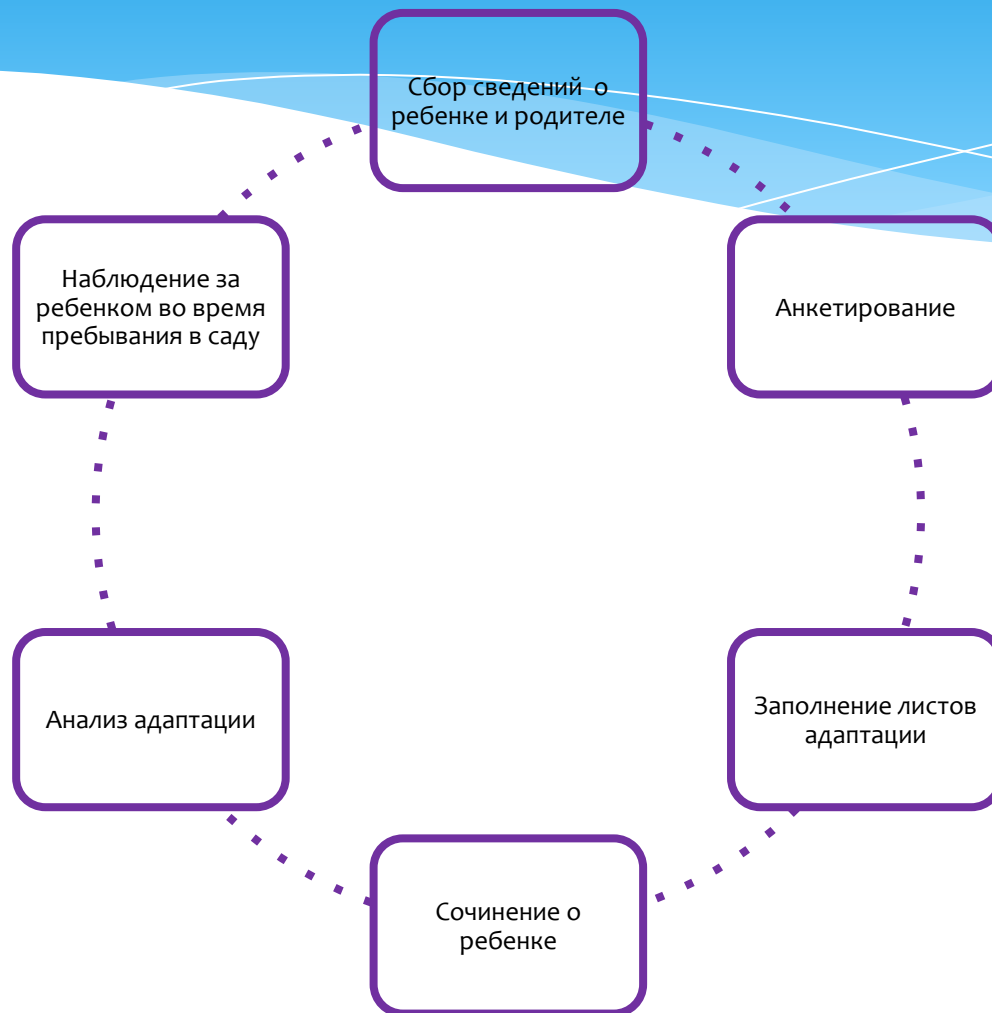 Сбор сведений о
ребенке и родителе
Анкетирование
Заполнение листов
адаптации
Сочинение о
ребенке
Анализ адаптации
Наблюдение за
ребенком во время
пребывания в саду